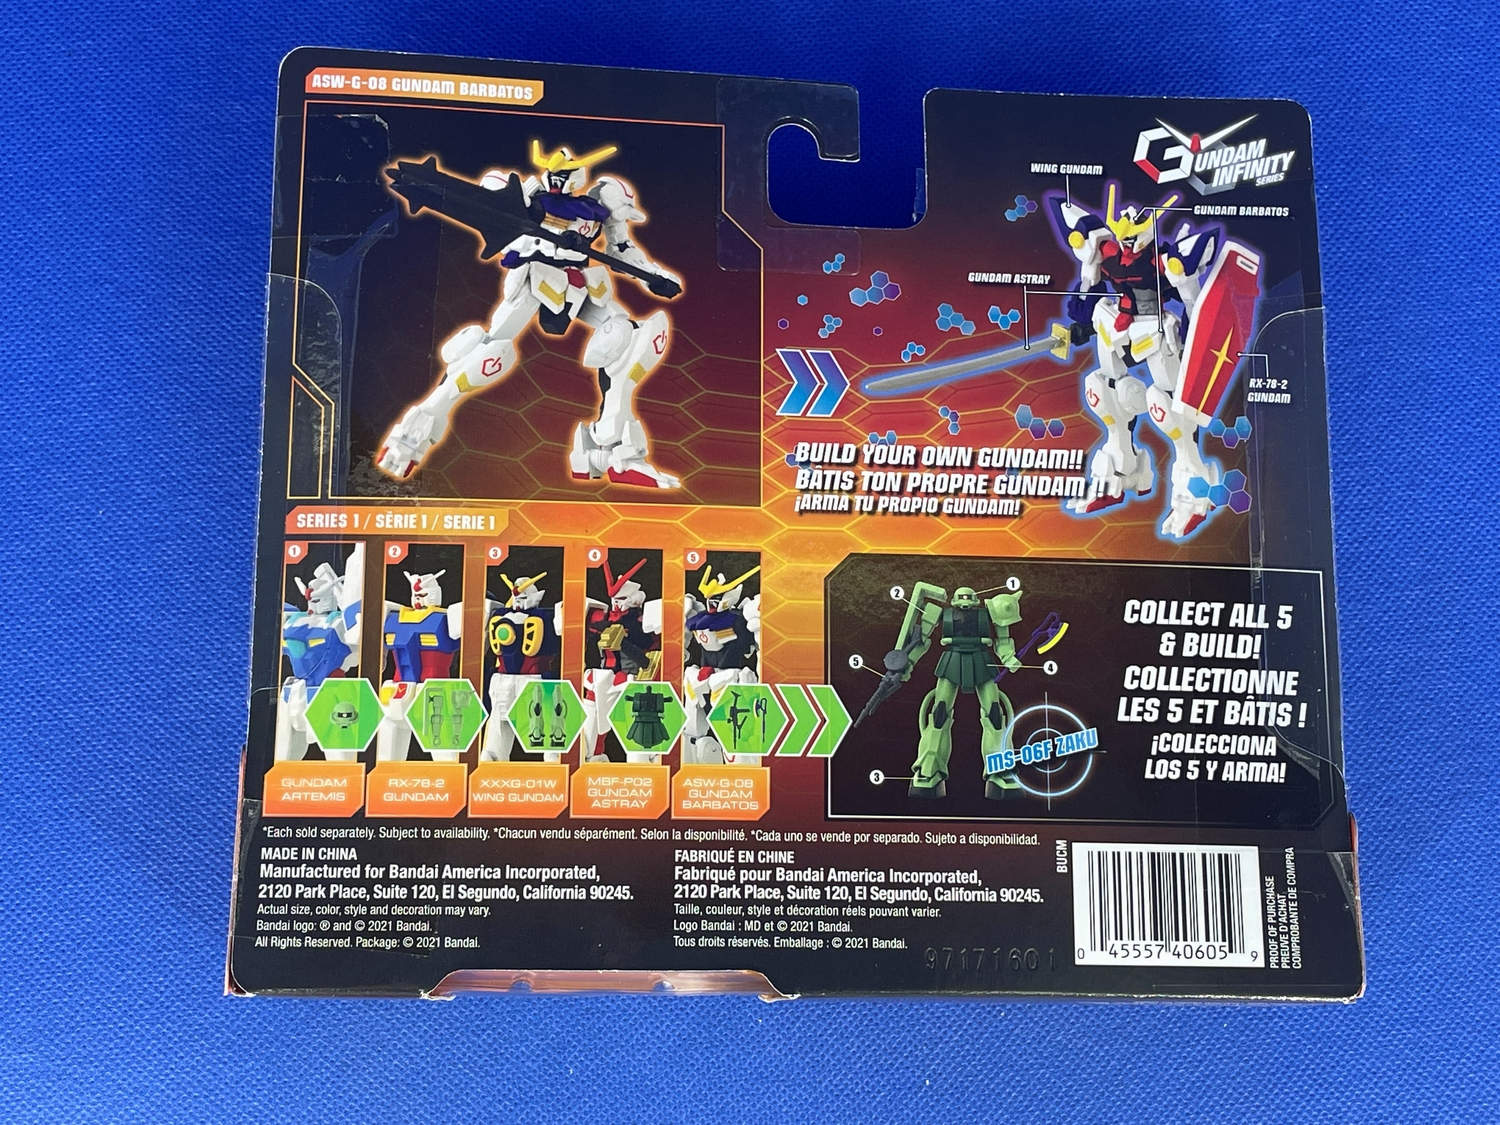 ASW-G-08 GUNDAM BARBATOS
GUNDAM
INFINITY
SERIES
WING GUNDAM
GUNDAM BARBATOS
GUNDAM ASTRAY
RX-78-2
GUNDAM
BUILD YOUR OWN GUNDAM!!
BÂTIS TON PROPRE GUNDAM !!
¡ARMA TU PROPIO GUNDAM!
SERIES 1 / SÉRIE 1 / SERIE 1
1
2
3
4
5
GUNDAM
ARTEMIS
RX-78-2
GUNDAM
XXXG-01W
WING GUNDAM
MBF-P02
GUNDAM
ASTRAY
ASW-G-08
GUNDAM
BARBATOS
1
2
3
4
5
MS-06F ZAKU
COLLECT ALL 5
& BUILD!
COLLECTIONNE
LES 5 ET BÂTIS !
¡COLECCIONA
LOS 5 Y ARMA!
*Each sold separately. Subject to availability. *Chacun vendu séparément. Selon la disponibilité. *Cada uno se vende por separado. Sujeto a disponibilidad.
MADE IN CHINA
Manufactured for Bandai America Incorporated,
2120 Park Place, Suite 120, El Segundo, California 90245.
Actual size, color, style and decoration may vary.
Bandai logo: ® and © 2021 Bandai.
All Rights Reserved. Package: © 2021 Bandai.
FABRIQUÉ EN CHINE
Fabriqué pour Bandai America Incorporated,
2120 Park Place, Suite 120, El Segundo, California 90245.
Taille, couleur, style et décoration réels peuvant varier.
Logo Bandai : MD et © 2021 Bandai.
Tous droits réservés. Emballage : © 2021 Bandai.
97171601
BUCM
0 45557 40605 9
PROOF OF PURCHASE
PREUVE D'ACHAT
COMPROBANTE DE COMPRA